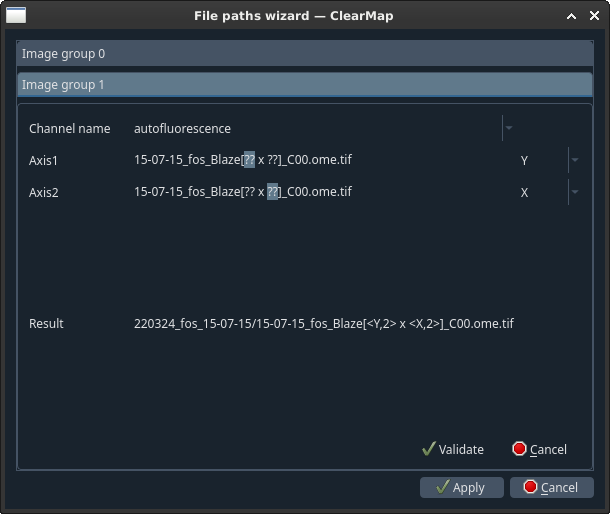 File paths wizard — ClearMap
Image group 0
Image group 1
Channel name autofluorescence
Axis1 15-07-15_fos_Blaze[?? x ??]_C00.ome.tif Y
Axis2 15-07-15_fos_Blaze[?? x ??]_C00.ome.tif X
Result 220324_fos_15-07-15/15-07-15_fos_Blaze[<Y,2> x <X,2>]_C00.ome.tif
Validate Cancel
Apply Cancel